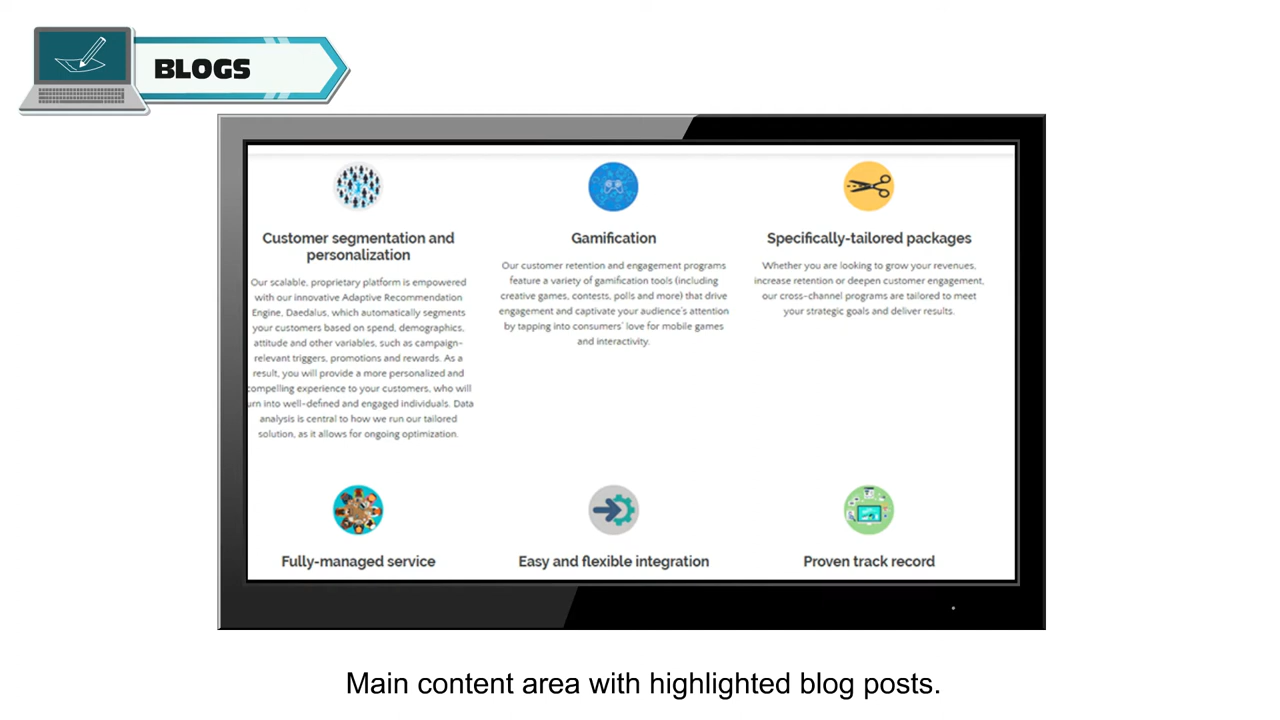 BLOGS
Customer segmentation and
personalization
Our scalable, proprietary platform is empowered
with our innovative Adaptive Recommendation
Engine, Daedalus, which automatically segments
your customers based on spend, demographics,
attitude and other variables, such as campaign-
relevant triggers, promotions and rewards. As a
result, you will provide a more personalized and
compelling experience to your customers, who will
urn into well-defined and engaged individuals. Data
analysis is central to how we run our tailored
solution, as it allows for ongoing optimization.
Gamification
Our customer retention and engagement programs
feature a variety of gamification tools (including
creative games, contests, polls and more) that drive
engagement and captivate your audience's attention
by tapping into consumers' love for mobile games
and interactivity.
Specifically-tailored packages
Whether you are looking to grow your revenues,
increase retention or deepen customer engagement,
our cross-channel programs are tailored to meet
your strategic goals and deliver results.
Fully-managed service
Easy and flexible integration
Proven track record
Main content area with highlighted blog posts.